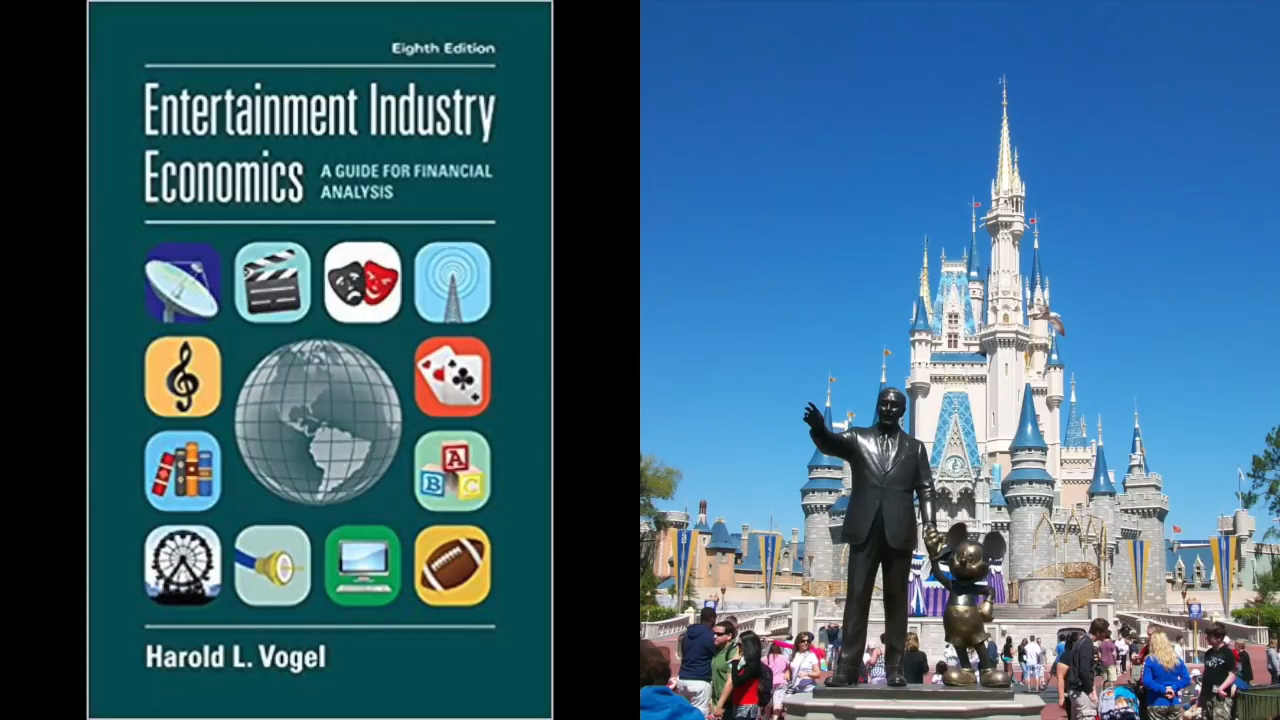 Eighth Edition
Entertainment Industry
Economics A GUIDE FOR FINANCIAL
ANALYSIS
A
B C
Harold L. Vogel